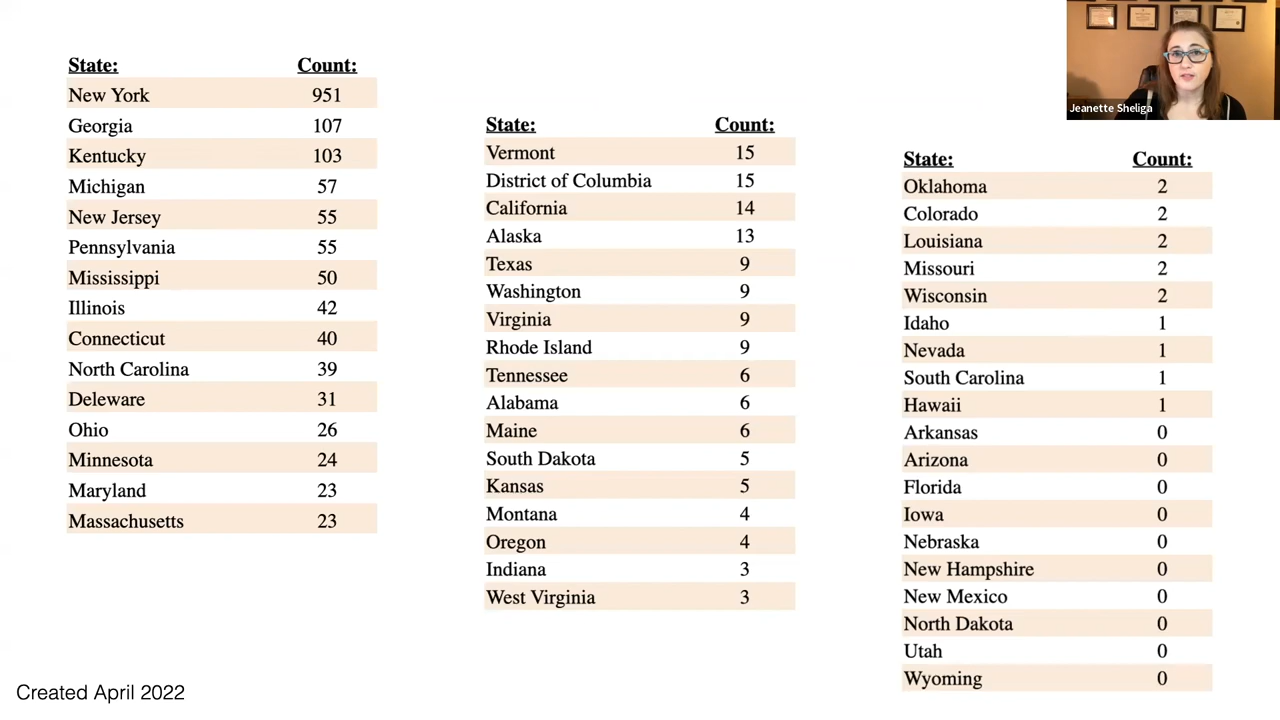 State: Count:
New York 951
Georgia 107
Kentucky 103
Michigan 57
New Jersey 55
Pennsylvania 55
Mississippi 50
Illinois 42
Connecticut 40
North Carolina 39
Deleware 31
Ohio 26
Minnesota 24
Maryland 23
Massachusetts 23
State: Count:
Vermont 15
District of Columbia 15
California 14
Alaska 13
Texas 9
Washington 9
Virginia 9
Rhode Island 9
Tennessee 6
Alabama 6
Maine 6
South Dakota 5
Kansas 5
Montana 4
Oregon 4
Indiana 3
West Virginia 3
State: Count:
Oklahoma 2
Colorado 2
Louisiana 2
Missouri 2
Wisconsin 2
Idaho 1
Nevada 1
South Carolina 1
Hawaii 1
Arkansas 0
Arizona 0
Florida 0
Iowa 0
Nebraska 0
New Hampshire 0
New Mexico 0
North Dakota 0
Utah 0
Wyoming 0
Jeanette Sheliga
Created April 2022